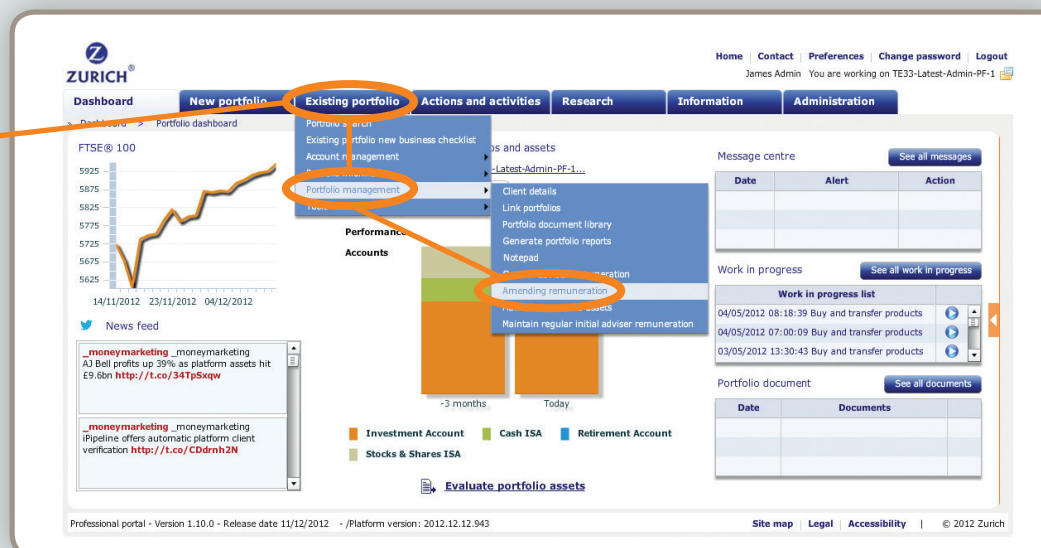 ZURICH®
Home | Contact | Preferences | Change password | Logout
James Admin You are working on TE33-Latest-Admin-PF-1
Dashboard New portfolio Existing portfolio Actions and activities Research Information Administration
> Dashboard > Portfolio dashboard
Portfolio search
Existing portfolio new business checklist
Account management
Portfolio management
FTSE® 100
5925
5875
5825
5775
5725
5675
5625
14/11/2012 23/11/2012 04/12/2012
and assets
-Latest-Admin-PF-1...
Client details
Link portfolios
Portfolio document library
Generate portfolio reports
Notepad
Amending remuneration
assets
Maintain regular initial adviser remuneration
Performance
Accounts
-3 months Today
Investment Account Cash ISA Retirement Account
Stocks & Shares ISA
Evaluate portfolio assets
News feed
_moneymarketing _moneymarketing
AJ Bell profits up 39% as platform assets hit
£9.6bn http://t.co/34TpSxqw
_moneymarketing _moneymarketing
iPipeline offers automatic platform client
verification http://t.co/CDdrnh2N
Message centre See all messages
Date Alert Action
Work in progress See all work in progress
Work in progress list
04/05/2012 08:18:39 Buy and transfer products
04/05/2012 07:00:09 Buy and transfer products
03/05/2012 13:30:43 Buy and transfer products
Portfolio document See all documents
Date Documents
Professional portal - Version 1.10.0 - Release date 11/12/2012 - /Platform version: 2012.12.12.943
Site map | Legal | Accessibility | © 2012 Zurich